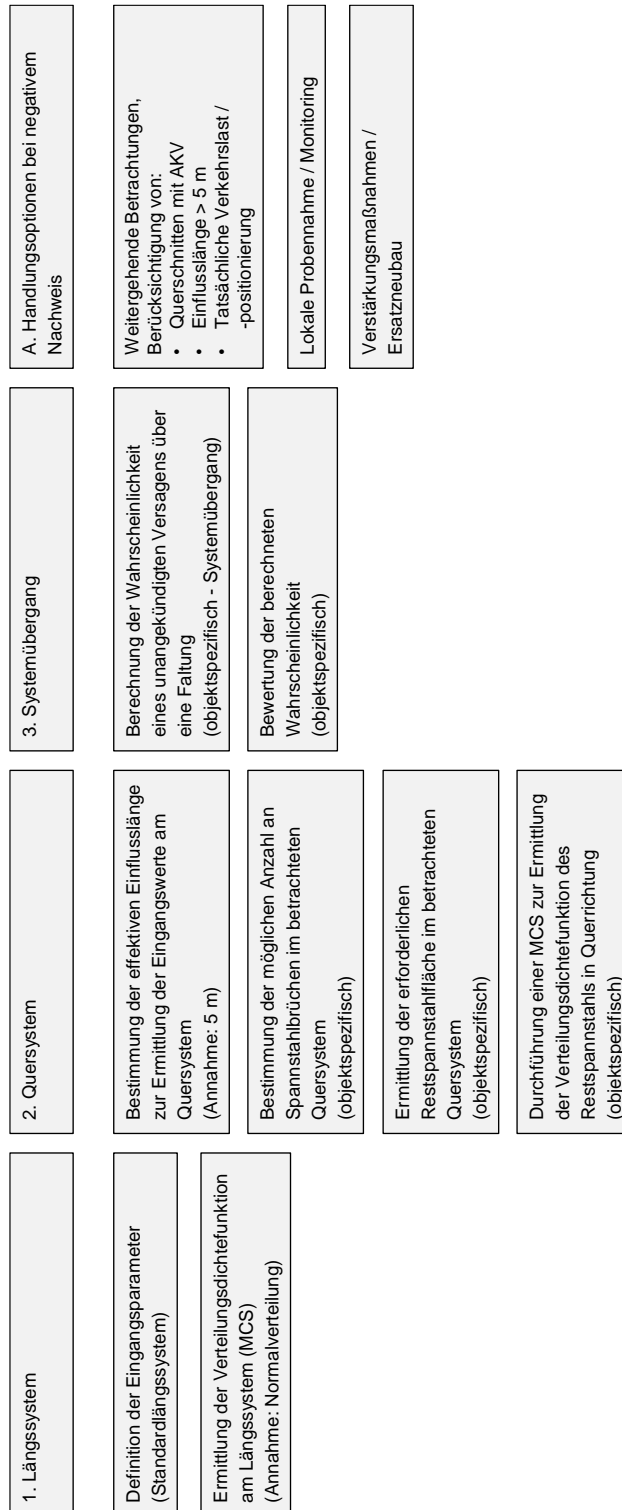 1. Längssystem
Definition der Eingangsparameter
(Standardlängssystem)
Ermittlung der Verteilungsdichtefunktion
am Längssystem (MCS)
(Annahme: Normalverteilung)
2. Quersystem
Bestimmung der effektiven Einflusslänge
zur Ermittlung der Eingangswerte am
Quersystem
(Annahme: 5 m)
Bestimmung der möglichen Anzahl an
Spannstahlbrüchen im betrachteten
Quersystem
(objektspezifisch)
Ermittlung der erforderlichen
Restspannstahlfläche im betrachteten
Quersystem
(objektspezifisch)
Durchführung einer MCS zur Ermittlung
der Verteilungsdichtefunktion des
Restspannstahls in Querrichtung
(objektspezifisch)
3. Systemübergang
Berechnung der Wahrscheinlichkeit
eines unangekündigten Versagens über
eine Faltung
(objektspezifisch - Systemübergang)
Bewertung der berechneten
Wahrscheinlichkeit
(objektspezifisch)
A. Handlungsoptionen bei negativem
Nachweis
Weitergehende Betrachtungen,
Berücksichtigung von:
• Querschnitten mit AKV
• Einflusslänge > 5 m
• Tatsächliche Verkehrslast /
-positionierung
Lokale Probennahme / Monitoring
Verstärkungsmaßnahmen /
Ersatzneubau